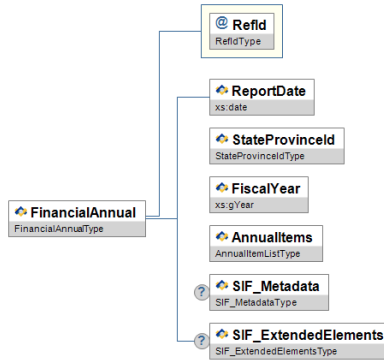 @ RefId
RefIdType
ReportDate
xs:date
StateProvinceId
StateProvinceIdType
FinancialAnnual
FinancialAnnualType
FiscalYear
xs:gYear
AnnualItems
AnnualItemListType
? SIF_Metadata
SIF_MetadataType
? SIF_ExtendedElements
SIF_ExtendedElementsType